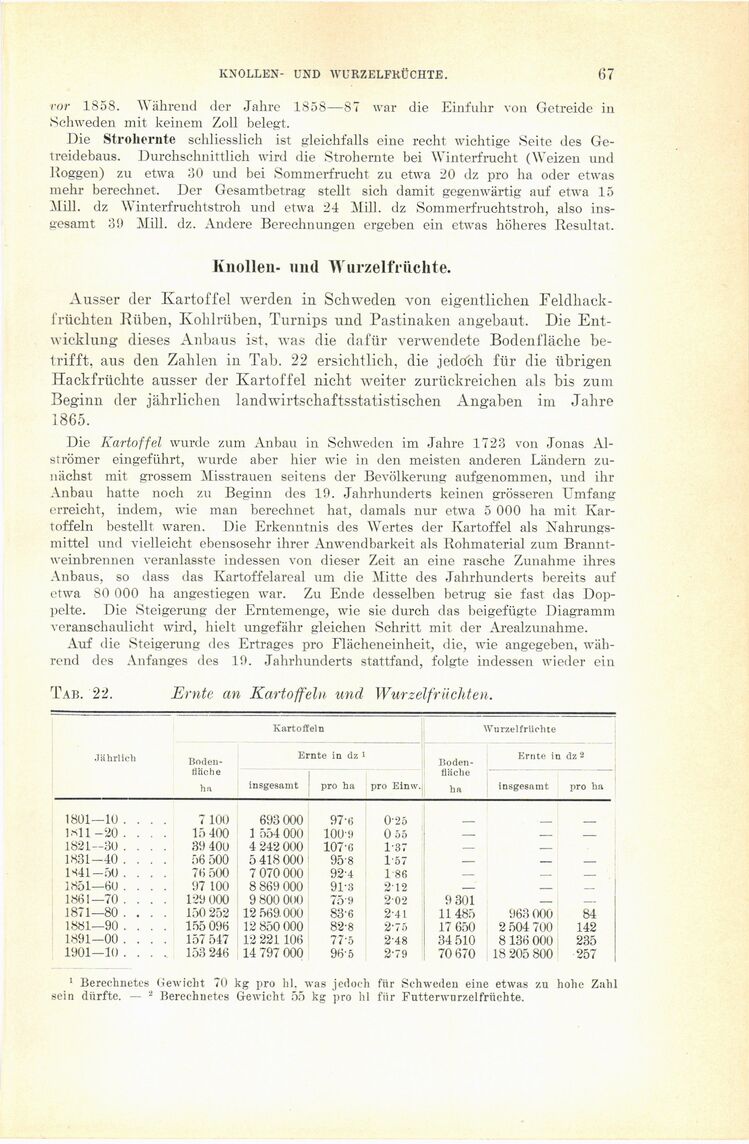 KNOLLEN- UND WURZELFRÜCHTE. 67
vor 1858. Während der Jahre 1858—87 war die Einfuhr von Getreide in
Schweden mit keinem Zoll belegt.
Die Strohernte schliesslich ist gleichfalls eine recht wichtige Seite des Ge-
treidebaus. Durchschnittlich wird die Strohernte bei Winterfrucht (Weizen und
Roggen) zu etwa 30 und bei Sommerfrucht zu etwa 20 dz pro ha oder etwas
mehr berechnet. Der Gesamtbetrag stellt sich damit gegenwärtig auf etwa 15
Mill. dz Winterfruchtstroh und etwa 24 Mill. dz Sommerfruchtstroh, also ins-
gesamt 39 Mill. dz. Andere Berechnungen ergeben ein etwas höheres Resultat.
Knollen- und Wurzelfrüchte.
Ausser der Kartoffel werden in Schweden von eigentlichen Feldhack-
früchten Rüben, Kohlrüben, Turnips und Pastinaken angebaut. Die Ent-
wicklung dieses Anbaus ist, was die dafür verwendete Bodenfläche be-
trifft, aus den Zahlen in Tab. 22 ersichtlich, die jedoch für die übrigen
Hackfrüchte ausser der Kartoffel nicht weiter zurückreichen als bis zum
Beginn der jährlichen landwirtschaftsstatistischen Angaben im Jahre
1865.
Die Kartoffel wurde zum Anbau in Schweden im Jahre 1723 von Jonas Al-
strömer eingeführt, wurde aber hier wie in den meisten anderen Ländern zu-
nächst mit grossem Misstrauen seitens der Bevölkerung aufgenommen, und ihr
Anbau hatte noch zu Beginn des 19. Jahrhunderts keinen grösseren Umfang
erreicht, indem, wie man berechnet hat, damals nur etwa 5 000 ha mit Kar-
toffeln bestellt waren. Die Erkenntnis des Wertes der Kartoffel als Nahrungs-
mittel und vielleicht ebensosehr ihrer Anwendbarkeit als Rohmaterial zum Brannt-
weinbrennen veranlasste indessen von dieser Zeit an eine rasche Zunahme ihres
Anbaus, so dass das Kartoffelareal um die Mitte des Jahrhunderts bereits auf
etwa 80 000 ha angestiegen war. Zu Ende desselben betrug sie fast das Dop-
pelte. Die Steigerung der Erntemenge, wie sie durch das beigefügte Diagramm
veranschaulicht wird, hielt ungefähr gleichen Schritt mit der Arealzunahme.
Auf die Steigerung des Ertrages pro Flächeneinheit, die, wie angegeben, wäh-
rend des Anfanges des 19. Jahrhunderts stattfand, folgte indessen wieder ein
TAB. 22. Ernte an Kartoffeln und Wurzelfrüchten.
Kartoffeln Wurzelfrüchte
Jährlich Boden-fläche ha Ernte in dz ¹ Boden-fläche ha Ernte in dz ²
insgesamt pro ha pro Einw. insgesamt pro ha
1801—10 . . . . 7 100 693 000 97·6 0·25 — — —
1811—20 . . . . 15 400 1 554 000 100·9 0 55 — — —
1821—30 . . . . 39 400 4 242 000 107·6 1·37 — — —
1831—40 . . . . 56 500 5 418 000 95·8 1·57 — — —
1841—50 . . . . 76 500 7 070 000 92·4 1 86 — — —
1851—60 . . . . 97 100 8 869 000 91·3 2·12 — — —
1861—70 . . . . 129 000 9 800 000 75·9 2·02 9 301 — —
1871—80 . . . . 150 252 12 569 000 83·6 2·41 11 485 963 000 84
1881—90 . . . . 155 096 12 850 000 82·8 2·75 17 650 2 504 700 142
1891—00 . . . . 157 547 12 221 106 77·5 2·48 34 510 8 136 000 235
1901—10 . . . . 153 246 14 797 000 96·5 2·79 70 670 18 205 800 257
¹ Berechnetes Gewicht 70 kg pro hl, was jedoch für Schweden eine etwas zu hohe Zahl
sein dürfte. — ² Berechnetes Gewicht 55 kg pro hl für Futterwurzelfrüchte.